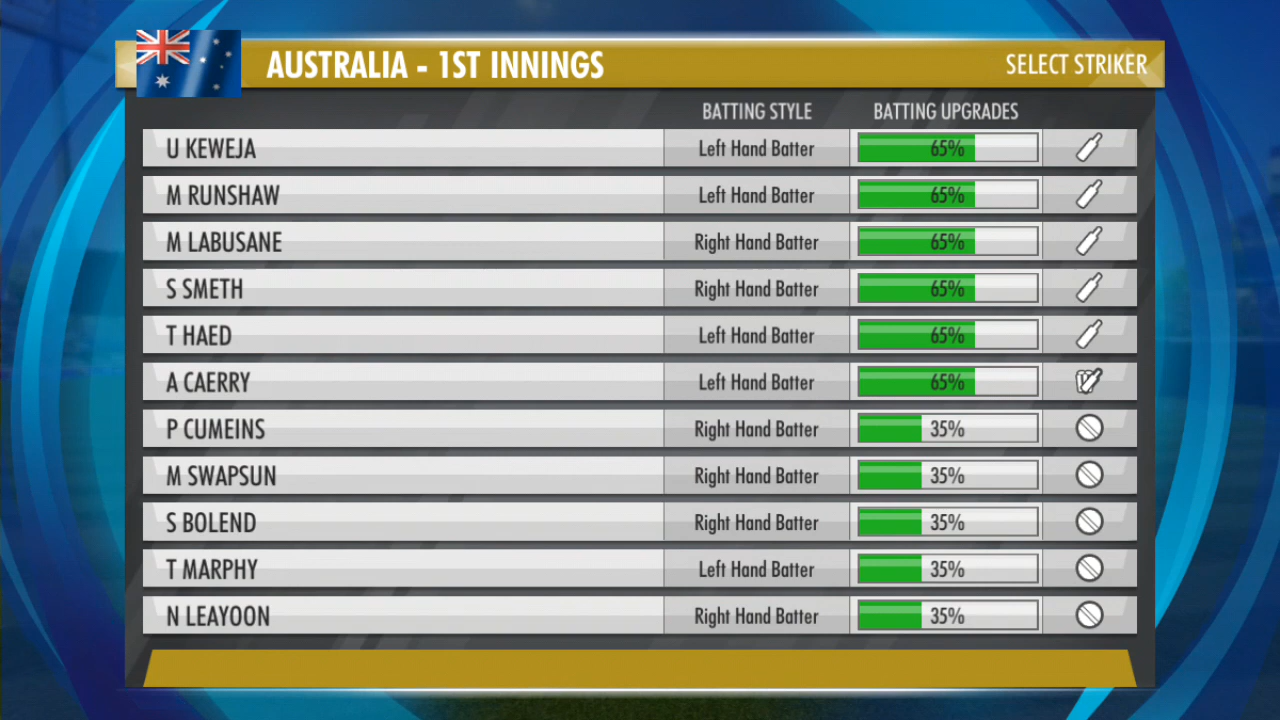 AUSTRALIA - 1ST INNINGS SELECT STRIKER
BATTING STYLE BATTING UPGRADES
U KEWEJA Left Hand Batter 65%
M RUNSHAW Left Hand Batter 65%
M LABUSANE Right Hand Batter 65%
S SMETH Right Hand Batter 65%
T HAED Left Hand Batter 65%
A CAERRY Left Hand Batter 65%
P CUMEINS Right Hand Batter 35%
M SWAPSUN Right Hand Batter 35%
S BOLEND Right Hand Batter 35%
T MARPHY Left Hand Batter 35%
N LEAYOON Right Hand Batter 35%